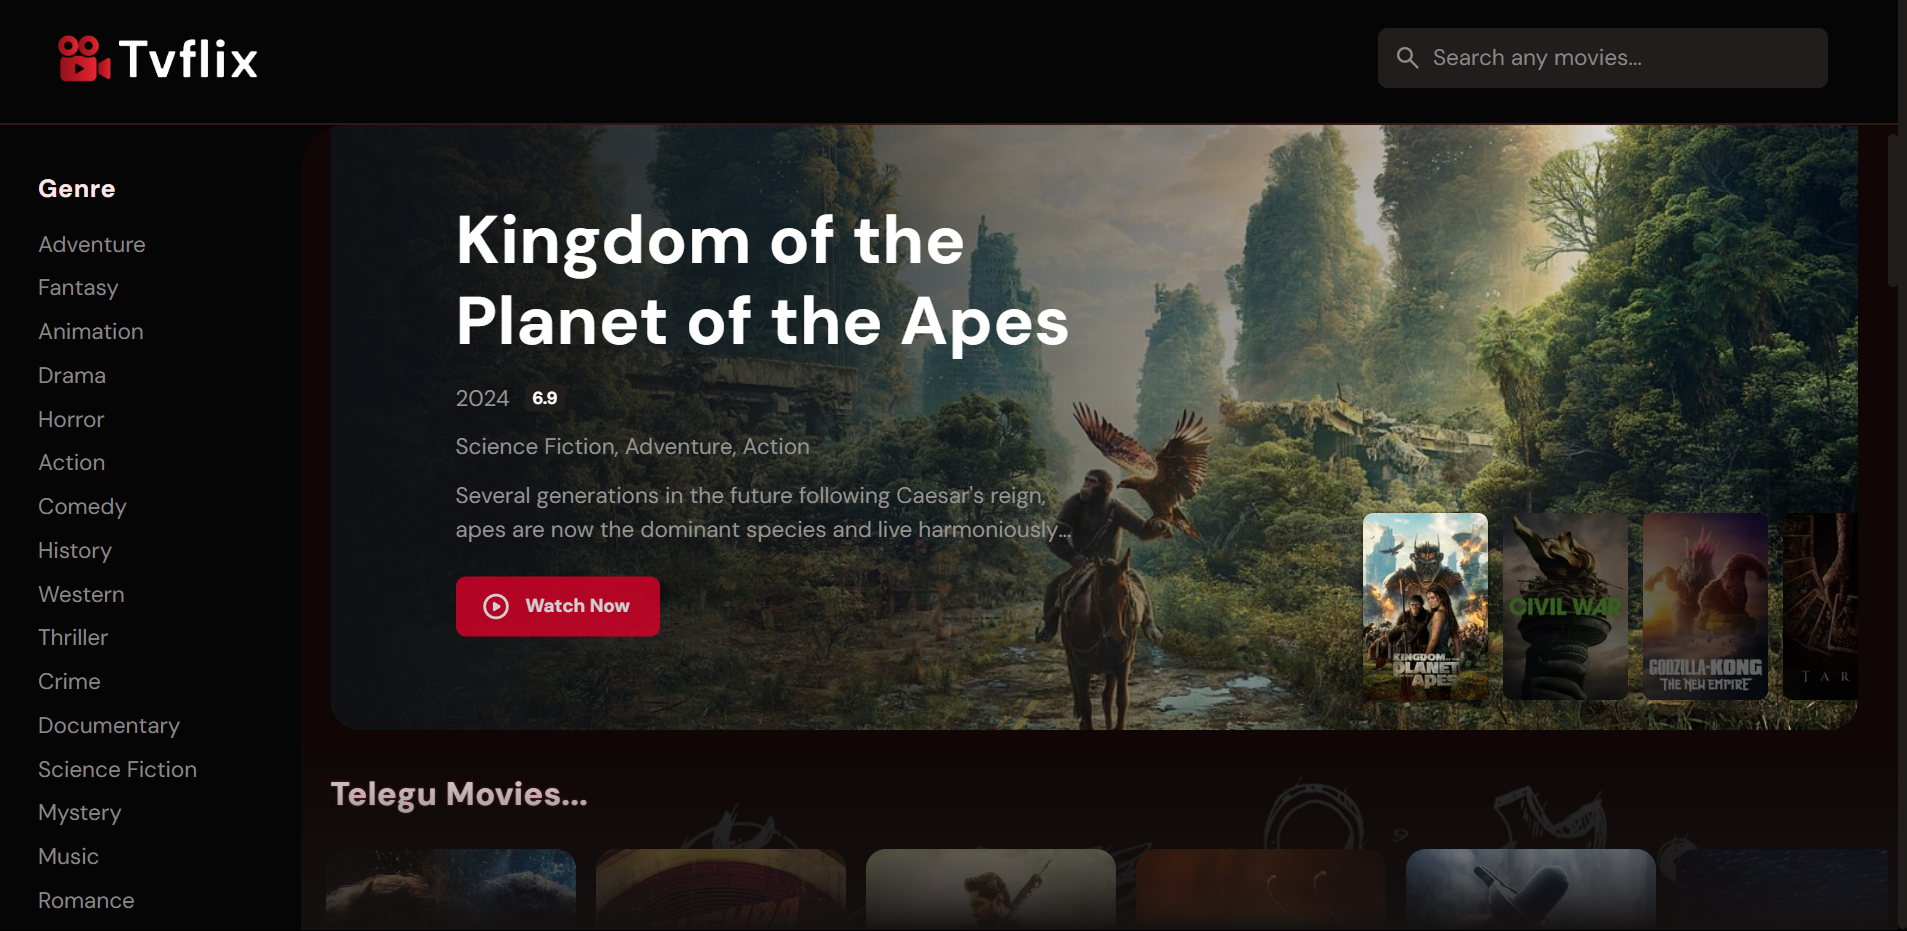 Tvflix
Search any movies...
Genre
Adventure
Fantasy
Animation
Drama
Horror
Action
Comedy
History
Western
Thriller
Crime
Documentary
Science Fiction
Mystery
Music
Romance
Kingdom of the
Planet of the Apes
2024 6.9
Science Fiction, Adventure, Action
Several generations in the future following Caesar's reign,
apes are now the dominant species and live harmoniously...
Watch Now
KINGDOM
PLANET
APES
CIVIL WAR
GODZILLA-KONG
THE NEW EMPIRE
TAR
Telegu Movies...